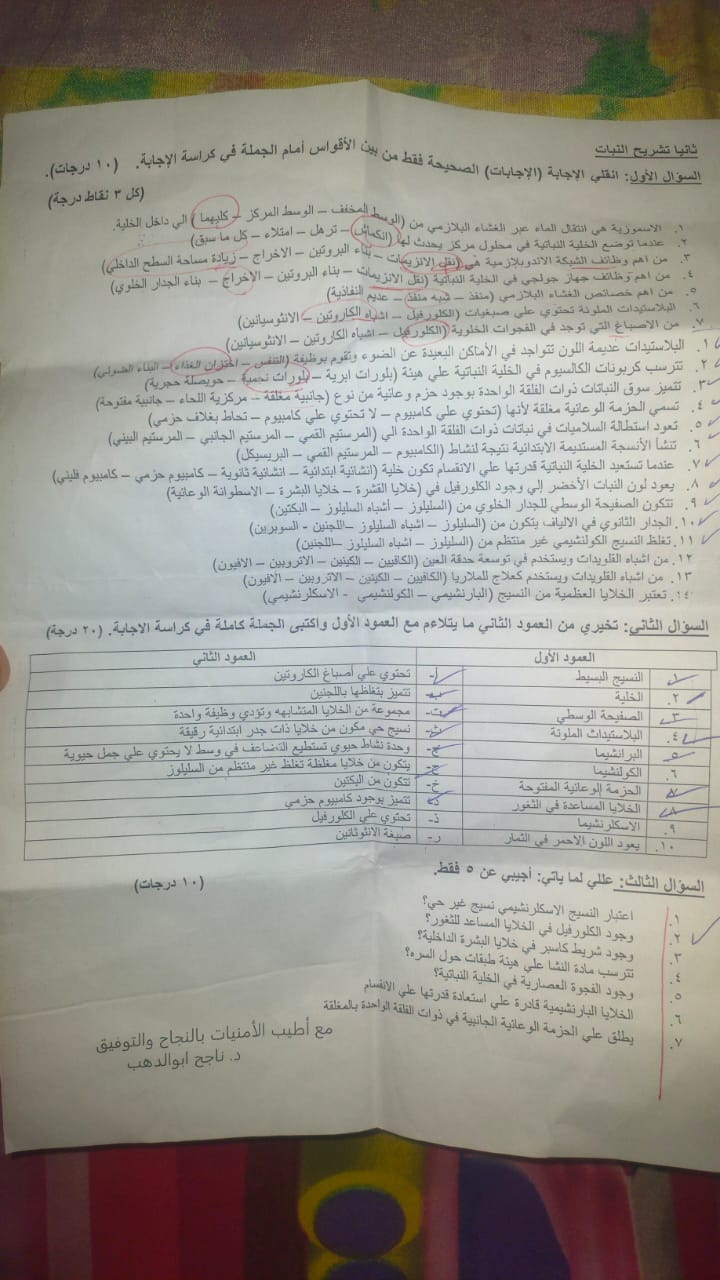 ثانيا تشريح النبات
السؤال الأول: انقلي الإجابة (الإجابات) الصحيحة فقط من بين الأقواس أمام الجملة في كراسة الإجابة. (١٠ درجات).
(كل ٣ نقاط درجة)
١. الاسموزية هي انتقال الماء عبر الغشاء البلازمي من (الوسط المخفف – الوسط المركز – كليهما) الي داخل الخلية.
٢. عندما توضع الخلية النباتية في محلول مركز يحدث لها (انكماش – ترهل – امتلاء – كل ما سبق)
٣. من اهم وظائف الشبكة الاندوبلازمية هي (نقل الانزيمات – بناء البروتين – الاخراج – زيادة مساحة السطح الداخلي)
٤. من اهم وظائف جهاز جولجي في الخلية النباتية (نقل الانزيمات – بناء البروتين – الاخراج – بناء الجدار الخلوي)
٥. من اهم خصائص الغشاء البلازمي (منفذ – شبه منفذ – عديم النفاذية)
٦. البلاستيدات الملونة تحتوي علي صبغيات (الكلورفيل – اشباه الكاروتين – الانثوسيانين)
٧. من الاصباغ التي توجد في الفجوات الخلوية (الكلورفيل – اشباه الكاروتين – الانثوسيانين)
١. البلاستيدات عديمة اللون تتواجد في الأماكن البعيدة عن الضوء وتقوم بوظيفة (التنفس – اختزان الغذاء – البناء الضوئي)
٢. تترسب كربونات الكالسيوم في الخلية النباتية علي هيئة (بلورات ابرية – بلورات نجمية – حويصلة حجرية)
٣. تتميز سوق النباتات ذوات الفلقة الواحدة بوجود حزم وعائية من نوع (جانبية مغلقة – مركزية اللحاء – جانبية مفتوحة)
٤. تسمي الحزمة الوعائية مغلقة لأنها (تحتوي علي كامبيوم – لا تحتوي علي كامبيوم – تحاط بغلاف حزمي)
٥. تعود استطالة السلاميات في نباتات ذوات الفلقة الواحدة الي (المرستيم القمي – المرستيم الجانبي – المرستيم البيني)
٦. تنشأ الأنسجة المستديمة الابتدائية نتيجة لنشاط (الكامبيوم – المرستيم القمي – البريسيكل)
٧. عندما تستعيد الخلية النباتية قدرتها علي الانقسام تكون خلية (انشائية ابتدائية – انشائية ثانوية – كامبيوم حزمي – كامبيوم فليني)
٨. يعود لون النبات الأخضر إلي وجود الكلورفيل في (خلايا القشرة – خلايا البشرة – الاسطوانة الوعائية)
٩. تتكون الصفيحة الوسطي للجدار الخلوي من (السليلوز – أشباه السليلوز – البكتين)
١٠. الجدار الثانوي في الالياف يتكون من (السليلوز – اشباه السليلوز –اللجنين - السوبرين)
١١. تغلظ النسيج الكولنشيمي غير منتظم من (السليلوز – اشباه السليلوز –اللجنين)
١٢. من اشباه القلويدات ويستخدم في توسعة حدقة العين (الكافيين – الكينين – الاتروبين – الافيون)
١٣. من اشباه القلويدات ويستخدم كعلاج للملاريا (الكافيين – الكينين – الاتروبين – الافيون)
١٤. تعتبر الخلايا العظمية من النسيج (البارنشيمي – الكولنشيمي - الاسكلرنشيمي)
السؤال الثاني: تخيري من العمود الثاني ما يتلاءم مع العمود الأول واكتبى الجملة كاملة في كراسة الاجابة. (٢٠ درجة)
العمود الأول العمود الثاني
١. النسيج البسيط أ- تحتوي علي أصباغ الكاروتين
٢. الخلية ب- تتميز بتغلظها باللجنين
٣. الصفيحة الوسطي ت- مجموعة من الخلايا المتشابهه وتؤدي وظيفة واحدة
٤. البلاستيدات الملونة ث- نسيج حي مكون من خلايا ذات جدر ابتدائية رقيقة
٥. البرانشيما ج- وحدة نشاط حيوي تستطيع التضاعف في وسط لا يحتوي علي جمل حيوية
٦. الكولنشيما ح- يتكون من خلايا مغلظة تغلظ غير منتظم من السليلوز
٧. الحزمة الوعائية المفتوحة خ- تتكون من البكتين
٨. الخلايا المساعدة في الثغور د- تتميز بوجود كامبيوم حزمي
٩. الاسكلرنشيما ذ- تحتوي علي الكلورفيل
١٠. يعود اللون الاحمر في الثمار ر- صبغة الانثوثانين
السؤال الثالث: عللي لما ياتي: أجيبي عن ٥ فقط. (١٠ درجات)
١. اعتبار النسيج الاسكلرنشيمي نسيج غير حي؟
٢. وجود الكلورفيل في الخلايا المساعد للثغور؟
٣. وجود شريط كاسبر في خلايا البشرة الداخلية؟
٤. تترسب مادة النشا علي هيئة طبقات حول السره؟
٥. وجود الفجوة العصارية في الخلية النباتية؟
٦. الخلايا البارنشيمية قادرة علي استعادة قدرتها علي الانقسام
٧. يطلق علي الحزمة الوعائية الجانبية في ذوات الفلقة الواحدة بالمغلقة
مع أطيب الأمنيات بالنجاح والتوفيق
د. ناجح ابوالدهب